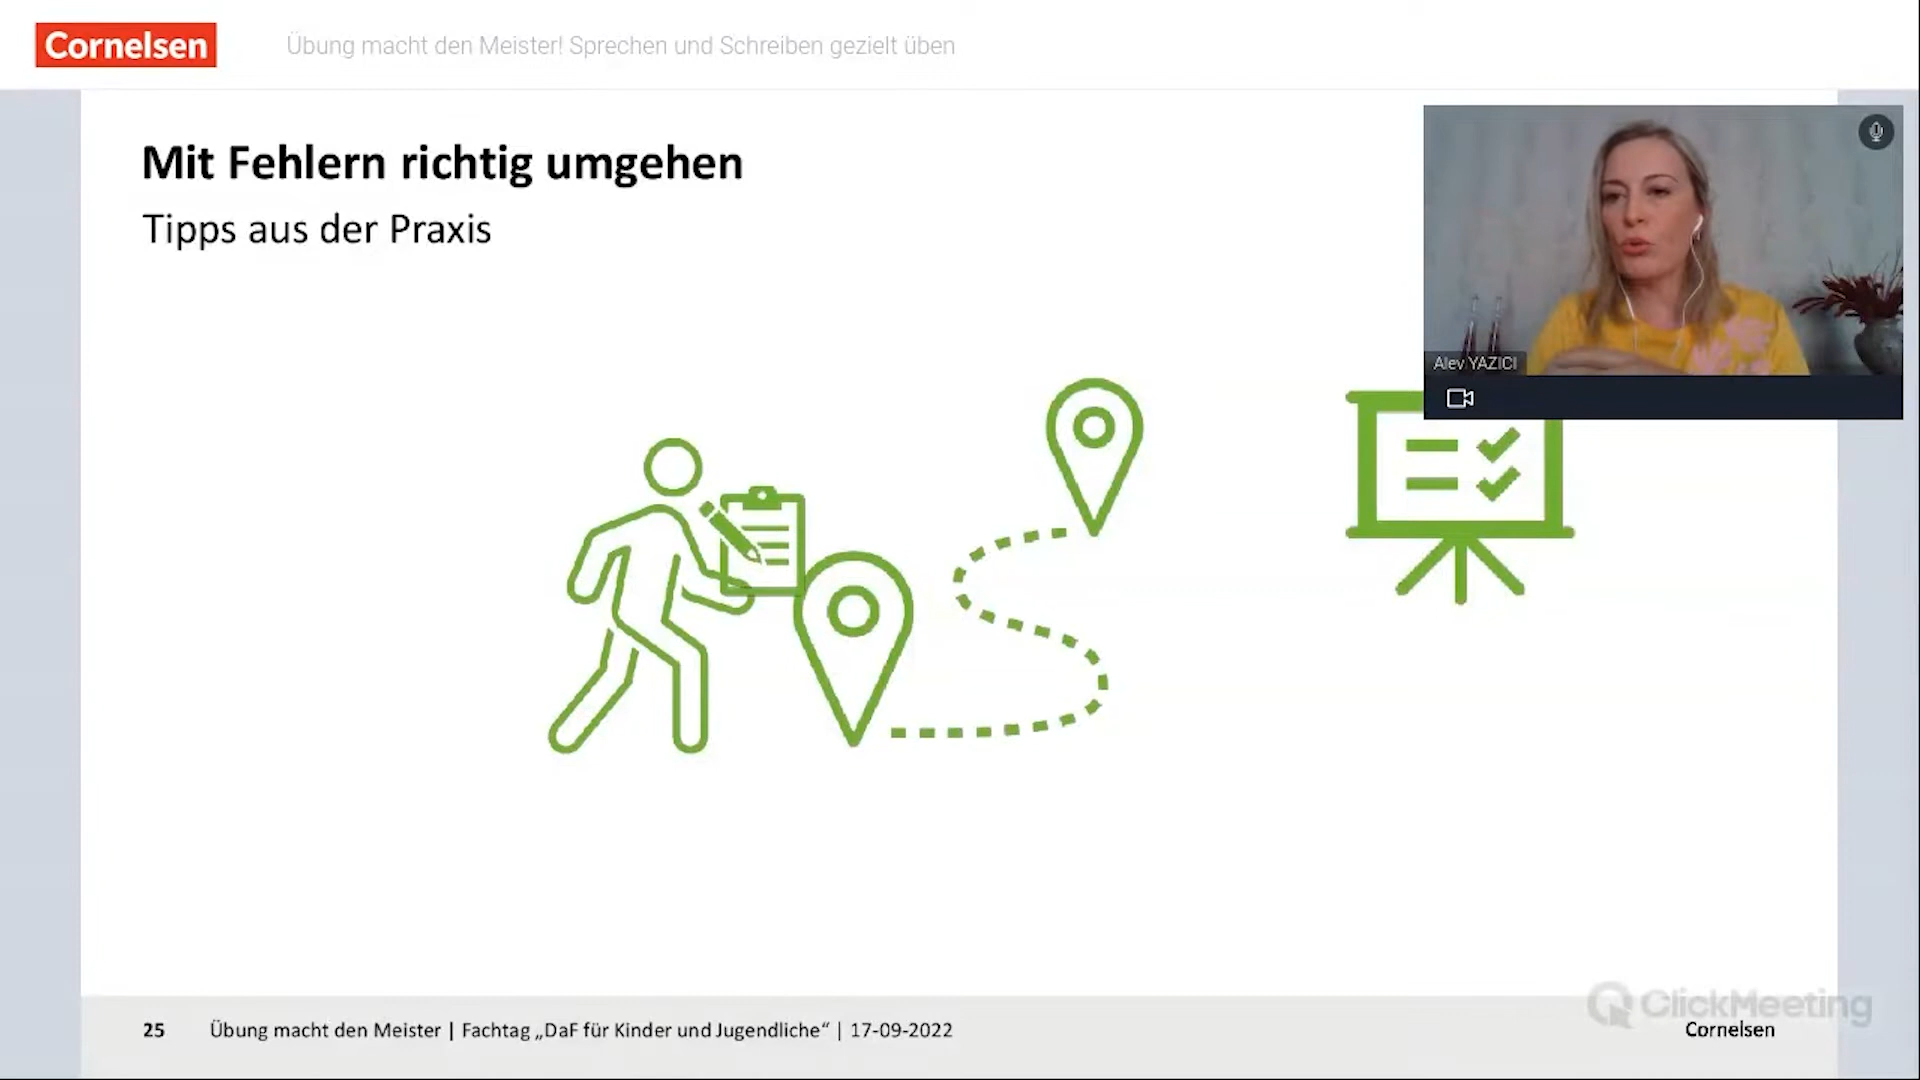 Cornelsen
Übung macht den Meister! Sprechen und Schreiben gezielt üben
Mit Fehlern richtig umgehen
Tipps aus der Praxis
Alev YAZICI
ClickMeeting
25 Übung macht den Meister | Fachtag „DaF für Kinder und Jugendliche“ | 17-09-2022
Cornelsen